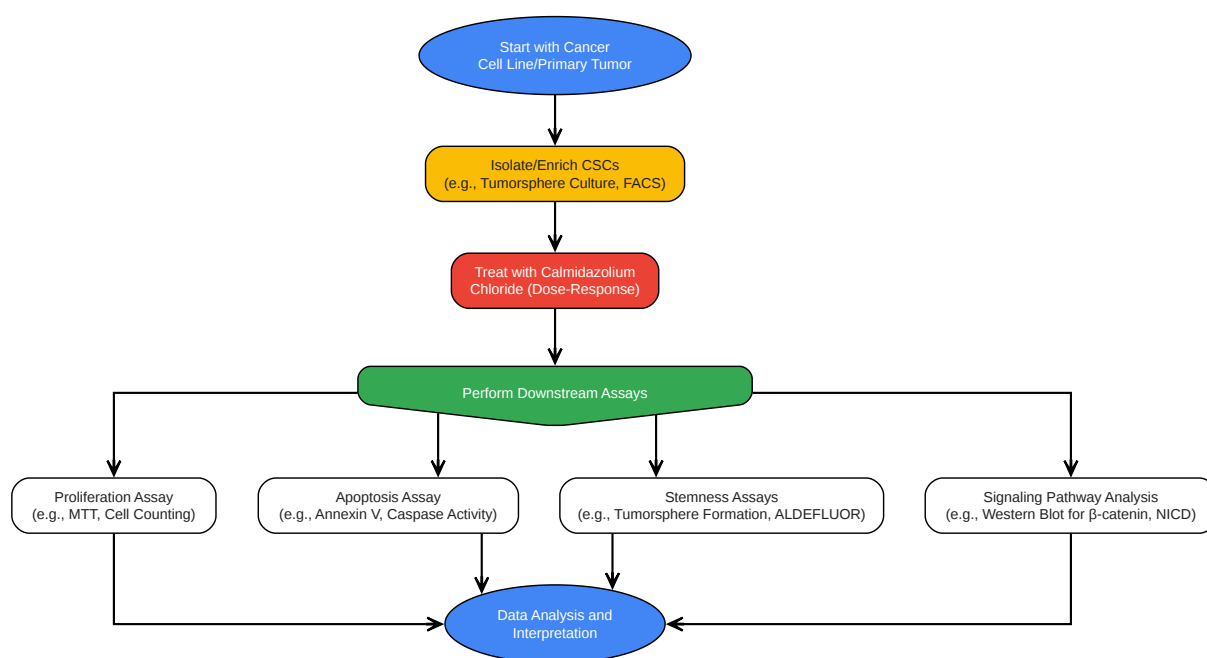 Start with Cancer
Cell Line/Primary Tumor
Isolate/Enrich CSCs
(e.g., Tumorsphere Culture, FACS)
Treat with Calmidazolium
Chloride (Dose-Response)
Perform Downstream Assays
Proliferation Assay
(e.g., MTT, Cell Counting)
Apoptosis Assay
(e.g., Annexin V, Caspase Activity)
Stemness Assays
(e.g., Tumorsphere Formation, ALDEFLUOR)
Signaling Pathway Analysis
(e.g., Western Blot for β-catenin, NICD)
Data Analysis and
Interpretation